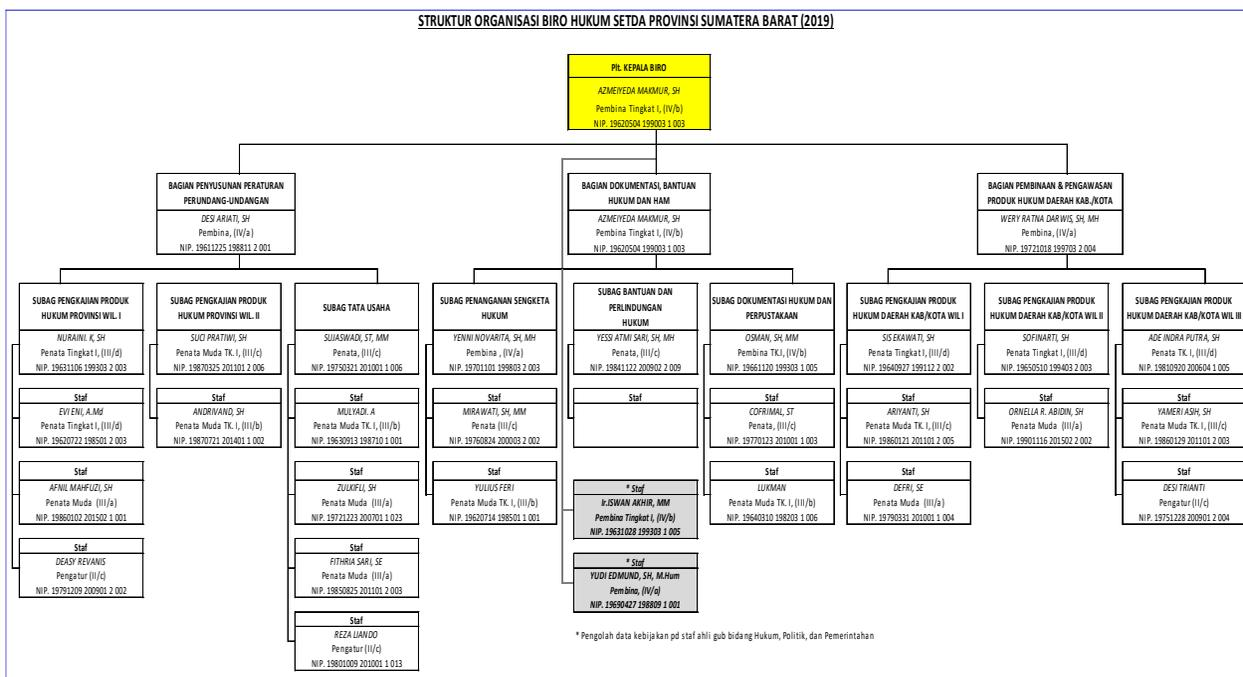 STRUKTUR ORGANISASI BIRO HUKUM SETDA PROVINSI SUMATERA BARAT (2019)
Plt. KEPALA BIRO
AZMEIYEDA MAKMUR, SH
Pembina Tingkat I, (IV/b)
NIP. 19620504 199003 1 003
BAGIAN PENYUSUNAN PERATURAN
PERUNDANG-UNDANGAN
DESI ARIATI, SH
Pembina, (IV/a)
NIP. 19611225 198811 2 001
BAGIAN DOKUMENTASI, BANTUAN
HUKUM DAN HAM
AZMEIYEDA MAKMUR, SH
Pembina Tingkat I, (IV/b)
NIP. 19620504 199003 1 003
BAGIAN PEMBINAAN & PENGAWASAN
PRODUK HUKUM DAERAH KAB./KOTA
WERY RATNA DARWIS, SH, MH
Pembina, (IV/a)
NIP. 19721018 199703 2 004
SUBAG PENGKAJIAN PRODUK
HUKUM PROVINSI WIL. I
NURAINI. K, SH
Penata Tingkat I, (III/d)
NIP. 19631106 199303 2 003
Staf
EVI ENI, A.Md
Penata Tingkat I, (III/d)
NIP. 19620722 198501 2 003
Staf
AFNIL MAHFUZI, SH
Penata Muda (III/a)
NIP. 19860102 201502 1 001
Staf
DEASY REVANIS
Pengatur (II/c)
NIP. 19791209 200901 2 002
SUBAG PENGKAJIAN PRODUK
HUKUM PROVINSI WIL. II
SUCI PRATIWI, SH
Penata Muda TK. I, (III/c)
NIP. 19870325 201101 2 006
Staf
ANDRIVAND, SH
Penata Muda TK. I, (III/b)
NIP. 19870721 201401 1 002
SUBAG TATA USAHA
SUJASWADI, ST, MM
Penata, (III/c)
NIP. 19750321 201001 1 006
Staf
MULYADI. A
Penata Muda TK. I, (III/b)
NIP. 19630913 198710 1 001
Staf
ZULKIFLI, SH
Penata Muda (III/a)
NIP. 19721223 200701 1 023
Staf
FITHRIA SARI, SE
Penata Muda (III/a)
NIP. 19850825 201101 2 003
Staf
REZA LIANDO
Pengatur (II/c)
NIP. 19801009 201001 1 013
SUBAG PENANGANAN SENGKETA
HUKUM
YENNI NOVARITA, SH, MH
Pembina , (IV/a)
NIP. 19701101 199803 2 003
Staf
MIRAWATI, SH, MM
Penata (III/c)
NIP. 19760824 200003 2 002
Staf
YULIUS FERI
Penata Muda TK. I, (III/b)
NIP. 19620714 198501 1 001
SUBAG BANTUAN DAN
PERLINDUNGAN
HUKUM
YESSI ATMI SARI, SH, MH
Penata, (III/c)
NIP. 19841122 200902 2 009
Staf
* Staf
Ir.ISWAN AKHIR, MM
Pembina Tingkat I, (IV/b)
NIP. 19631028 199303 1 005
* Staf
YUDI EDMUND, SH, M.Hum
Pembina, (IV/a)
NIP. 19690427 198809 1 001
* Pengolah data kebijakan pd staf ahli gub bidang Hukum, Politik, dan Pemerintahan
SUBAG DOKUMENTASI HUKUM DAN
PERPUSTAKAAN
OSMAN, SH, MM
Pembina TK.I, (IV/b)
NIP. 19661120 199303 1 005
Staf
COFRIMAL, ST
Penata, (III/c)
NIP. 19770123 201001 1 003
Staf
LUKMAN
Penata Muda TK. I, (III/b)
NIP. 19640310 198203 1 006
SUBAG PENGKAJIAN PRODUK
HUKUM DAERAH KAB/KOTA WIL I
SIS EKAWATI, SH
Penata Tingkat I, (III/d)
NIP. 19640927 199112 2 002
Staf
ARIYANTI, SH
Penata Muda TK. I, (III/c)
NIP. 19860121 201101 2 005
Staf
DEFRI, SE
Penata Muda (III/a)
NIP. 19790331 201001 1 004
SUBAG PENGKAJIAN PRODUK
HUKUM DAERAH KAB/KOTA WIL II
SOFINARTI, SH
Penata Tingkat I, (III/d)
NIP. 19650510 199403 2 003
Staf
ORNELLA R. ABIDIN, SH
Penata Muda (III/a)
NIP. 19901116 201502 2 002
SUBAG PENGKAJIAN PRODUK
HUKUM DAERAH KAB/KOTA WIL III
ADE INDRA PUTRA, SH
Penata TK. I, (III/d)
NIP. 19810920 200604 1 005
Staf
YAMERI ASIH, SH
Penata Muda TK. I, (III/c)
NIP. 19860129 201101 2 003
Staf
DESI TRIANTI
Pengatur (II/c)
NIP. 19751228 200901 2 004